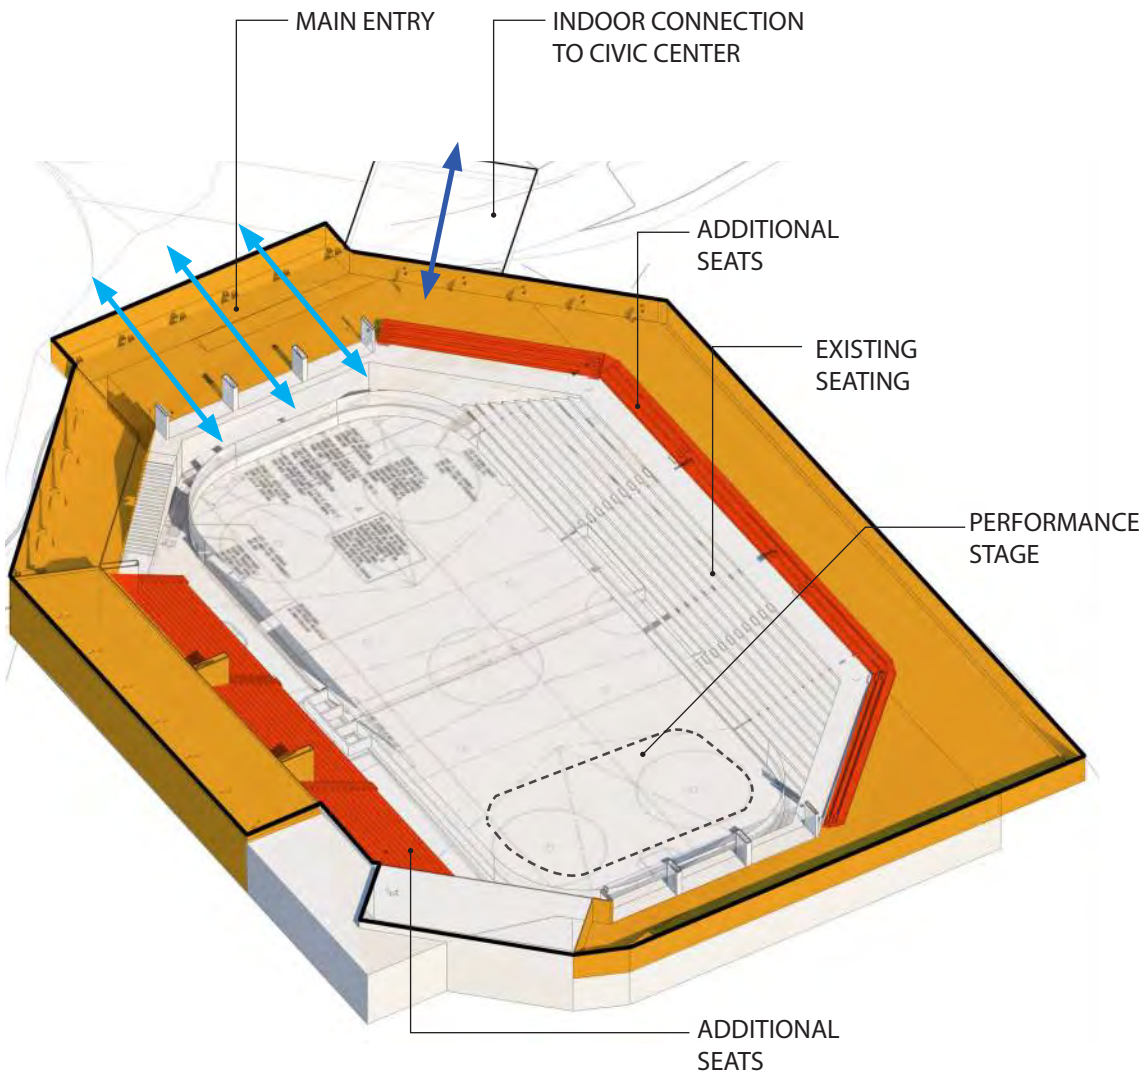 MAIN ENTRY
INDOOR CONNECTION
TO CIVIC CENTER
ADDITIONAL
SEATS
EXISTING
SEATING
PERFORMANCE
STAGE
ADDITIONAL
SEATS